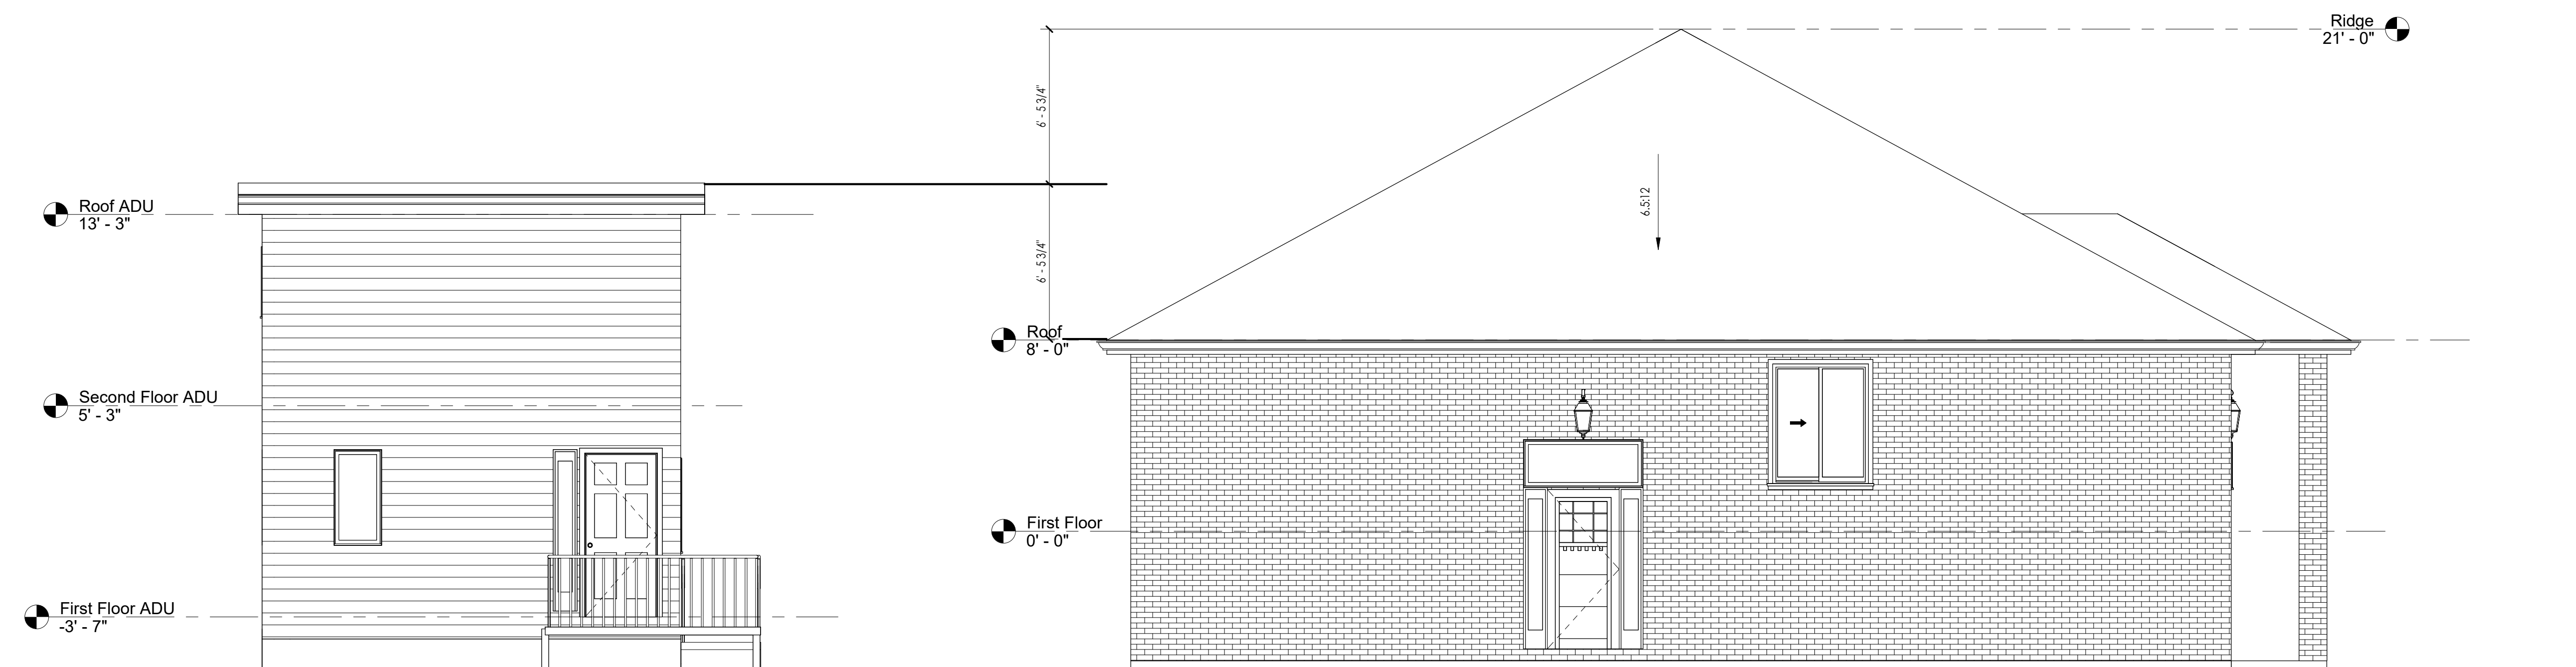 Ridge
21' - 0"
6' - 5 3/4"
Roof ADU
13' - 3"
6.5:12
6' - 5 3/4"
Roof
8' - 0"
Second Floor ADU
5' - 3"
First Floor
0' - 0"
First Floor ADU
-3' - 7"